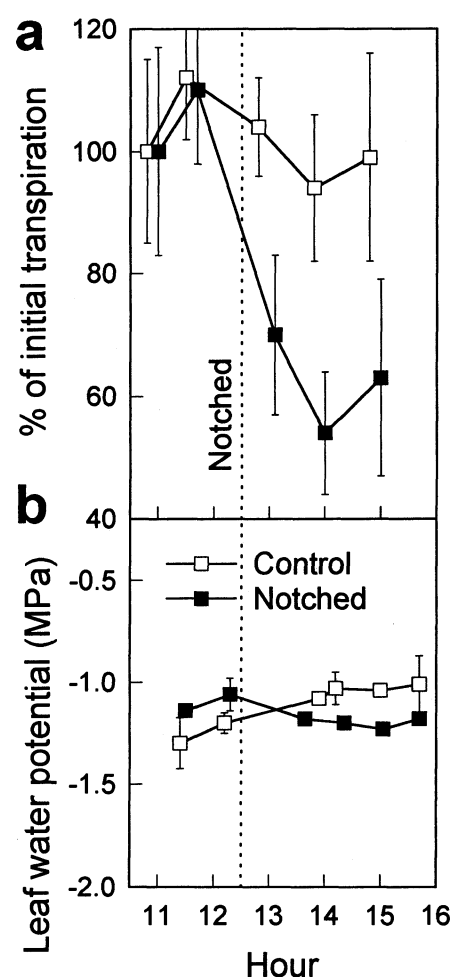 a
120
100
80
60
40
% of initial transpiration
Notched
b
-0.5
-1.0
-1.5
-2.0
Leaf water potential (MPa)
Control
Notched
11 12 13 14 15 16
Hour